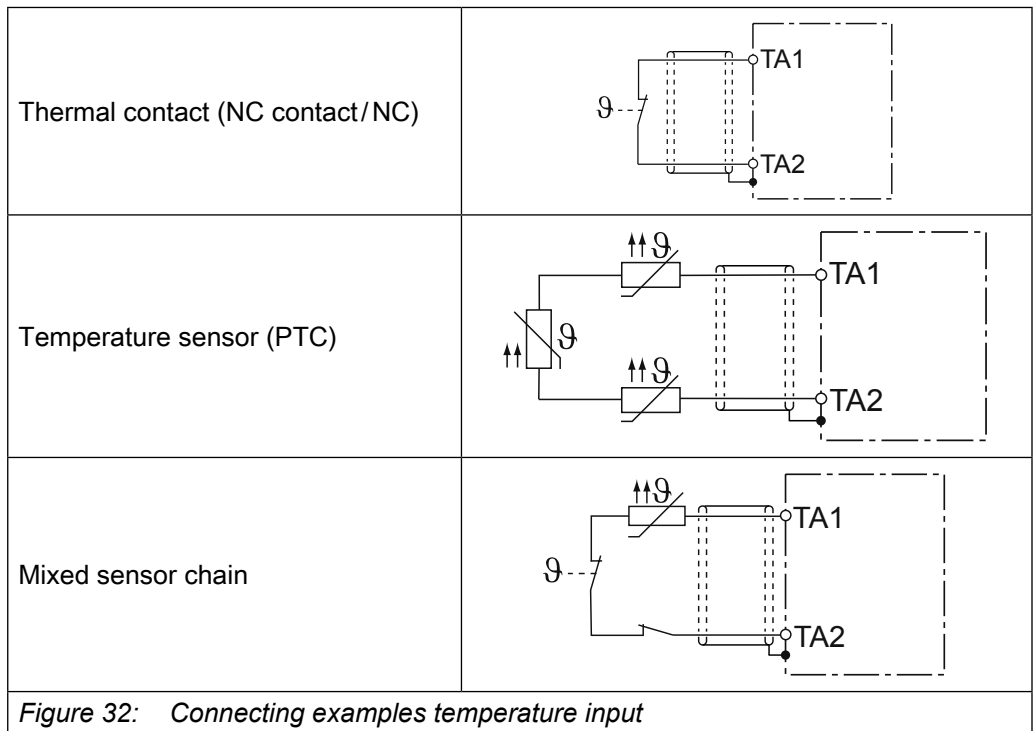 Thermal contact (NC contact/NC)
TA1
ϑ
TA2
Temperature sensor (PTC)
ϑ
TA1
ϑ
ϑ
TA2
Mixed sensor chain
ϑ
TA1
ϑ
TA2
Figure 32: Connecting examples temperature input